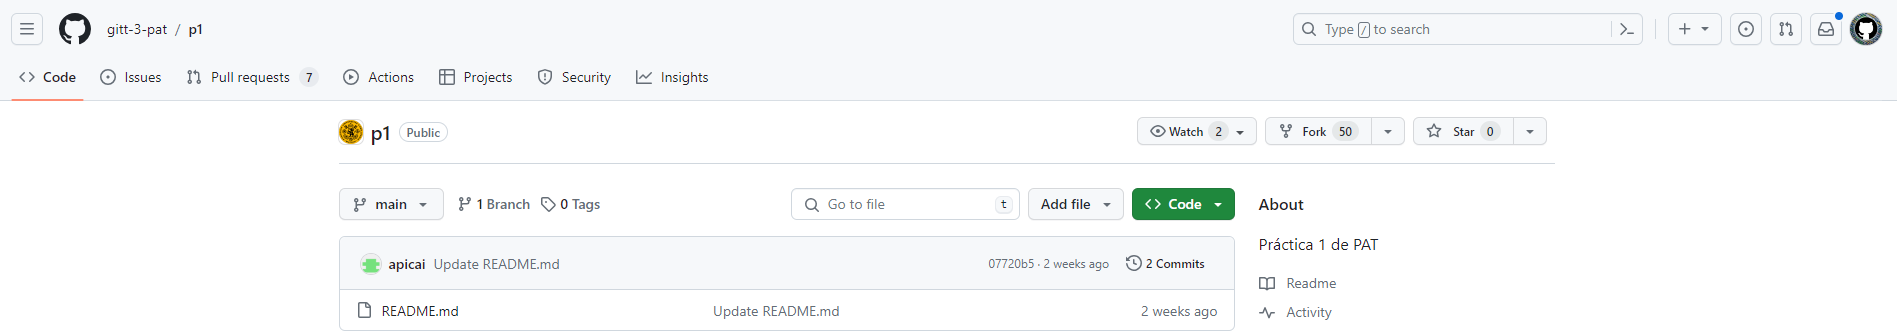 gitt-3-pat / p1
Type / to search
Code Issues Pull requests 7 Actions Projects Security Insights
p1 Public
Watch 2 Fork 50 Star 0
main 1 Branch 0 Tags Go to file t Add file Code
About
Práctica 1 de PAT
apicai Update README.md 07720b5 · 2 weeks ago 2 Commits
Readme
README.md Update README.md 2 weeks ago
Activity